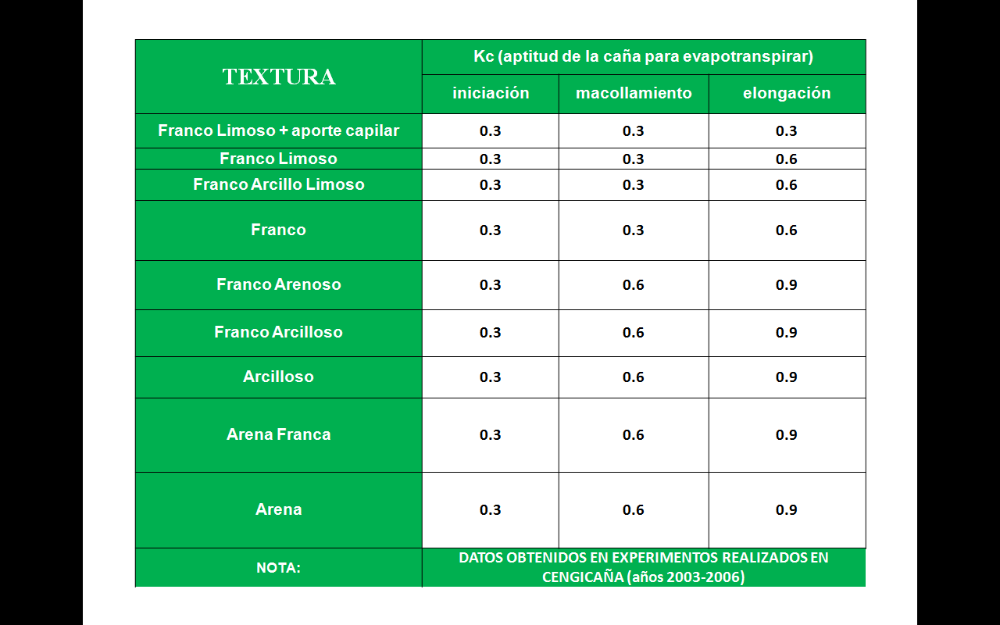 TEXTURA
Kc (aptitud de la caña para evapotranspirar)
iniciación macollamiento elongación
Franco Limoso + aporte capilar 0.3 0.3 0.3
Franco Limoso 0.3 0.3 0.6
Franco Arcillo Limoso 0.3 0.3 0.6
Franco 0.3 0.3 0.6
Franco Arenoso 0.3 0.6 0.9
Franco Arcilloso 0.3 0.6 0.9
Arcilloso 0.3 0.6 0.9
Arena Franca 0.3 0.6 0.9
Arena 0.3 0.6 0.9
NOTA:
DATOS OBTENIDOS EN EXPERIMENTOS REALIZADOS EN
CENGICAÑA (años 2003-2006)